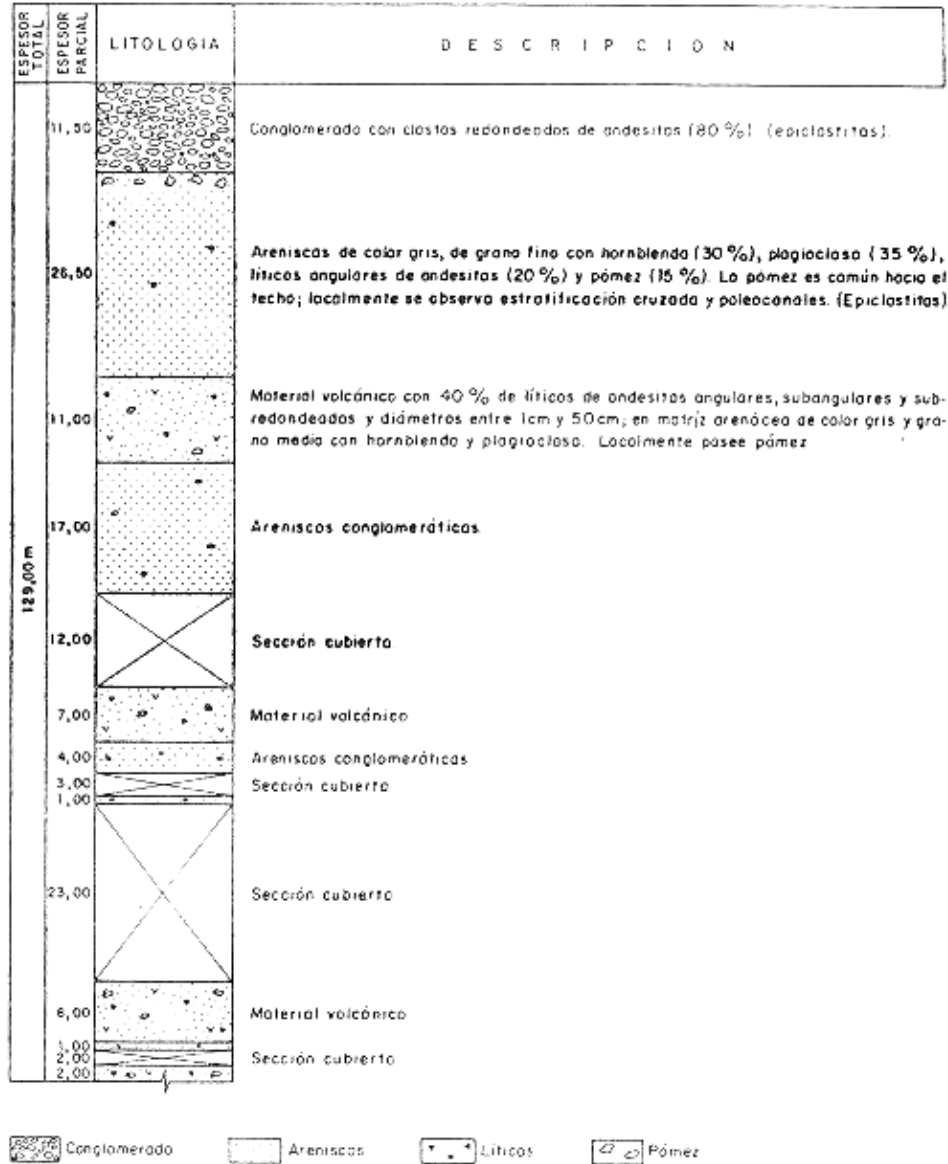 ESPESOR TOTAL
ESPESOR PARCIAL
LITOLOGIA
DESCRIPCION
129,00 m
11,50
Conglomerado con clastos redondeados de andesitas (80 %) (epiclastitas).
26,50
Areniscas de color gris, de grano fino con hornblenda (30 %), plagioclasa (35 %),
líticos angulares de andesitas (20 %) y pómez (15 %). La pómez es común hacia el
techo; localmente se observa estratificación cruzada y paleocanales. (Epiclastitas)
11,00
Material volcánico con 40 % de líticos de andesitas angulares, subangulares y sub-
redondeados y diámetros entre 1cm y 50cm; en matríz arenácea de color gris y gra-
no medio con hornblenda y plagioclasa. Localmente posee pómez
17,00
Areniscas conglomeráticas.
12,00
Sección cubierta
7,00
Material volcánico
4,00
Areniscas conglomeráticas
3,00
Sección cubierta
1,00
23,00
Sección cubierta
Material volcánico
1,00
2,00
Sección cubierta
2,00
Conglomerado
Areniscas
Líticos
Pómez